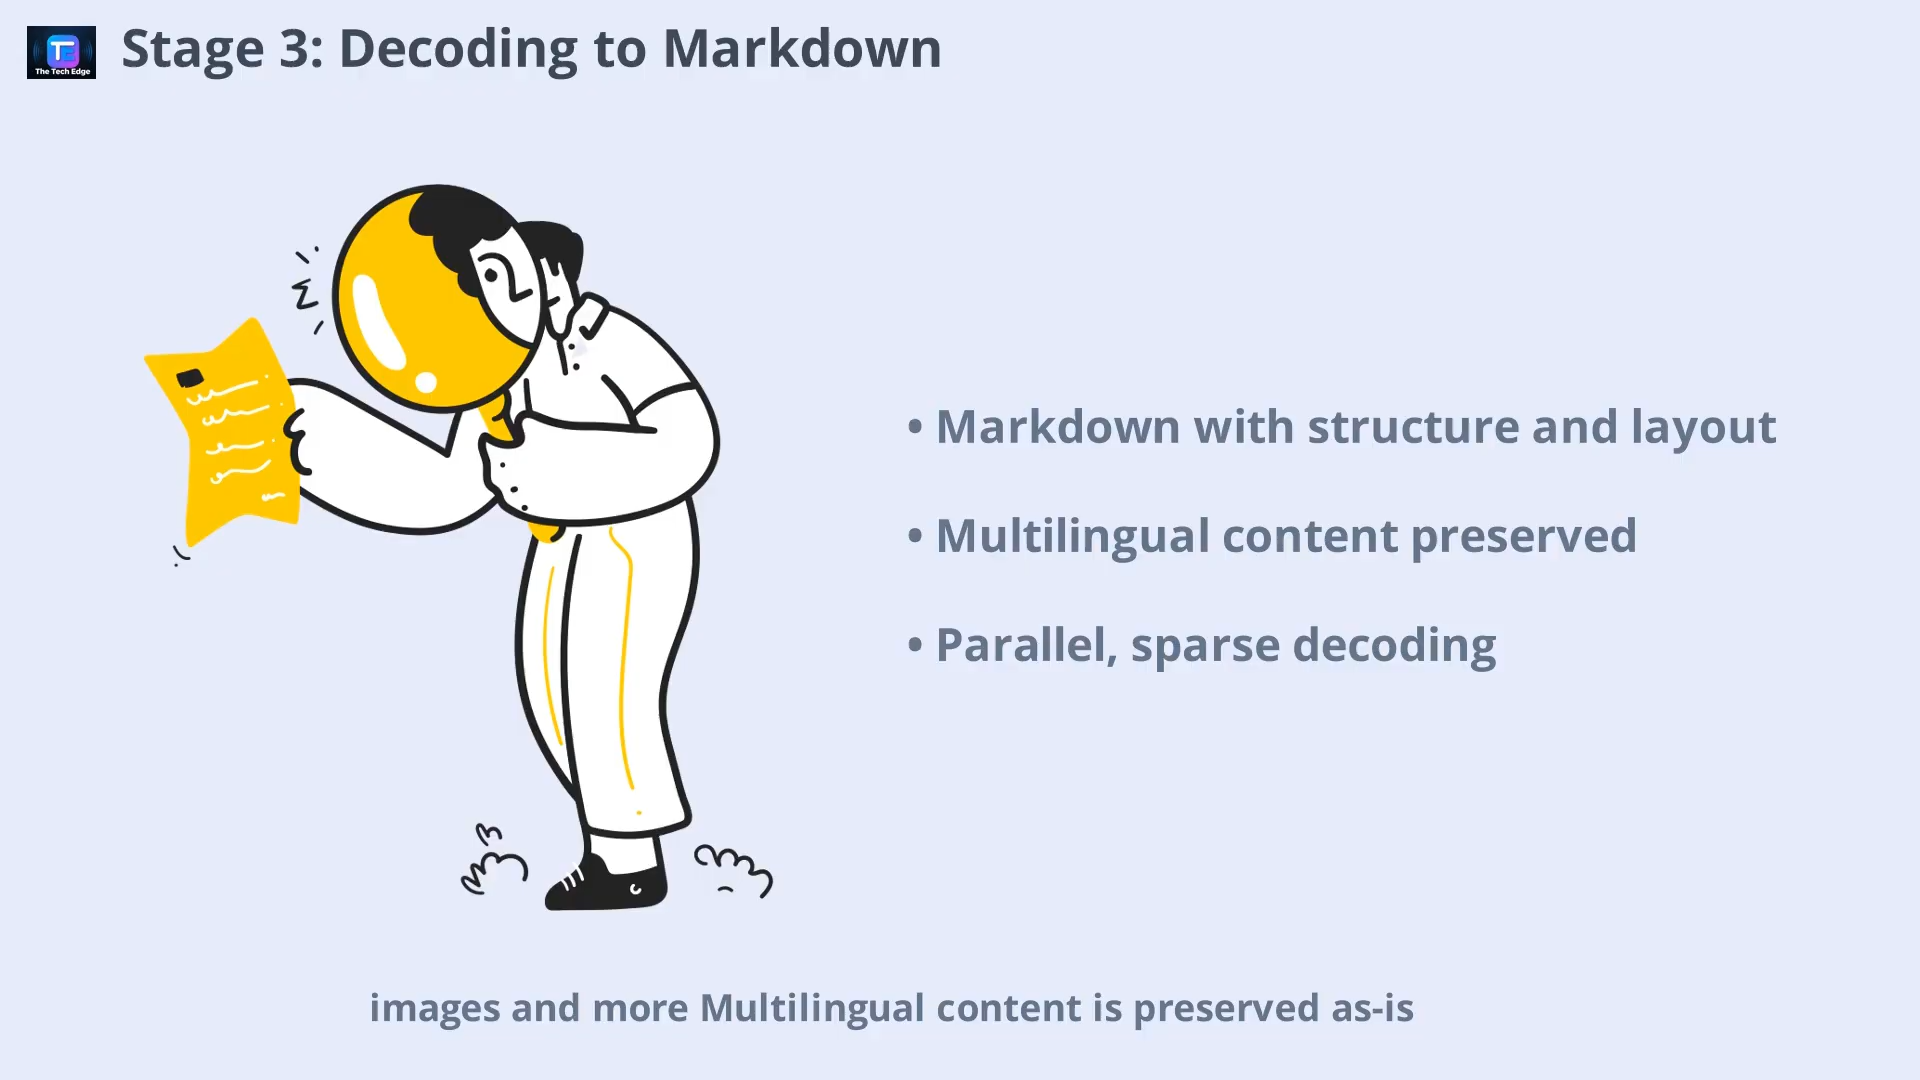 The Tech Edge
Stage 3: Decoding to Markdown
• Markdown with structure and layout
• Multilingual content preserved
• Parallel, sparse decoding
images and more Multilingual content is preserved as-is